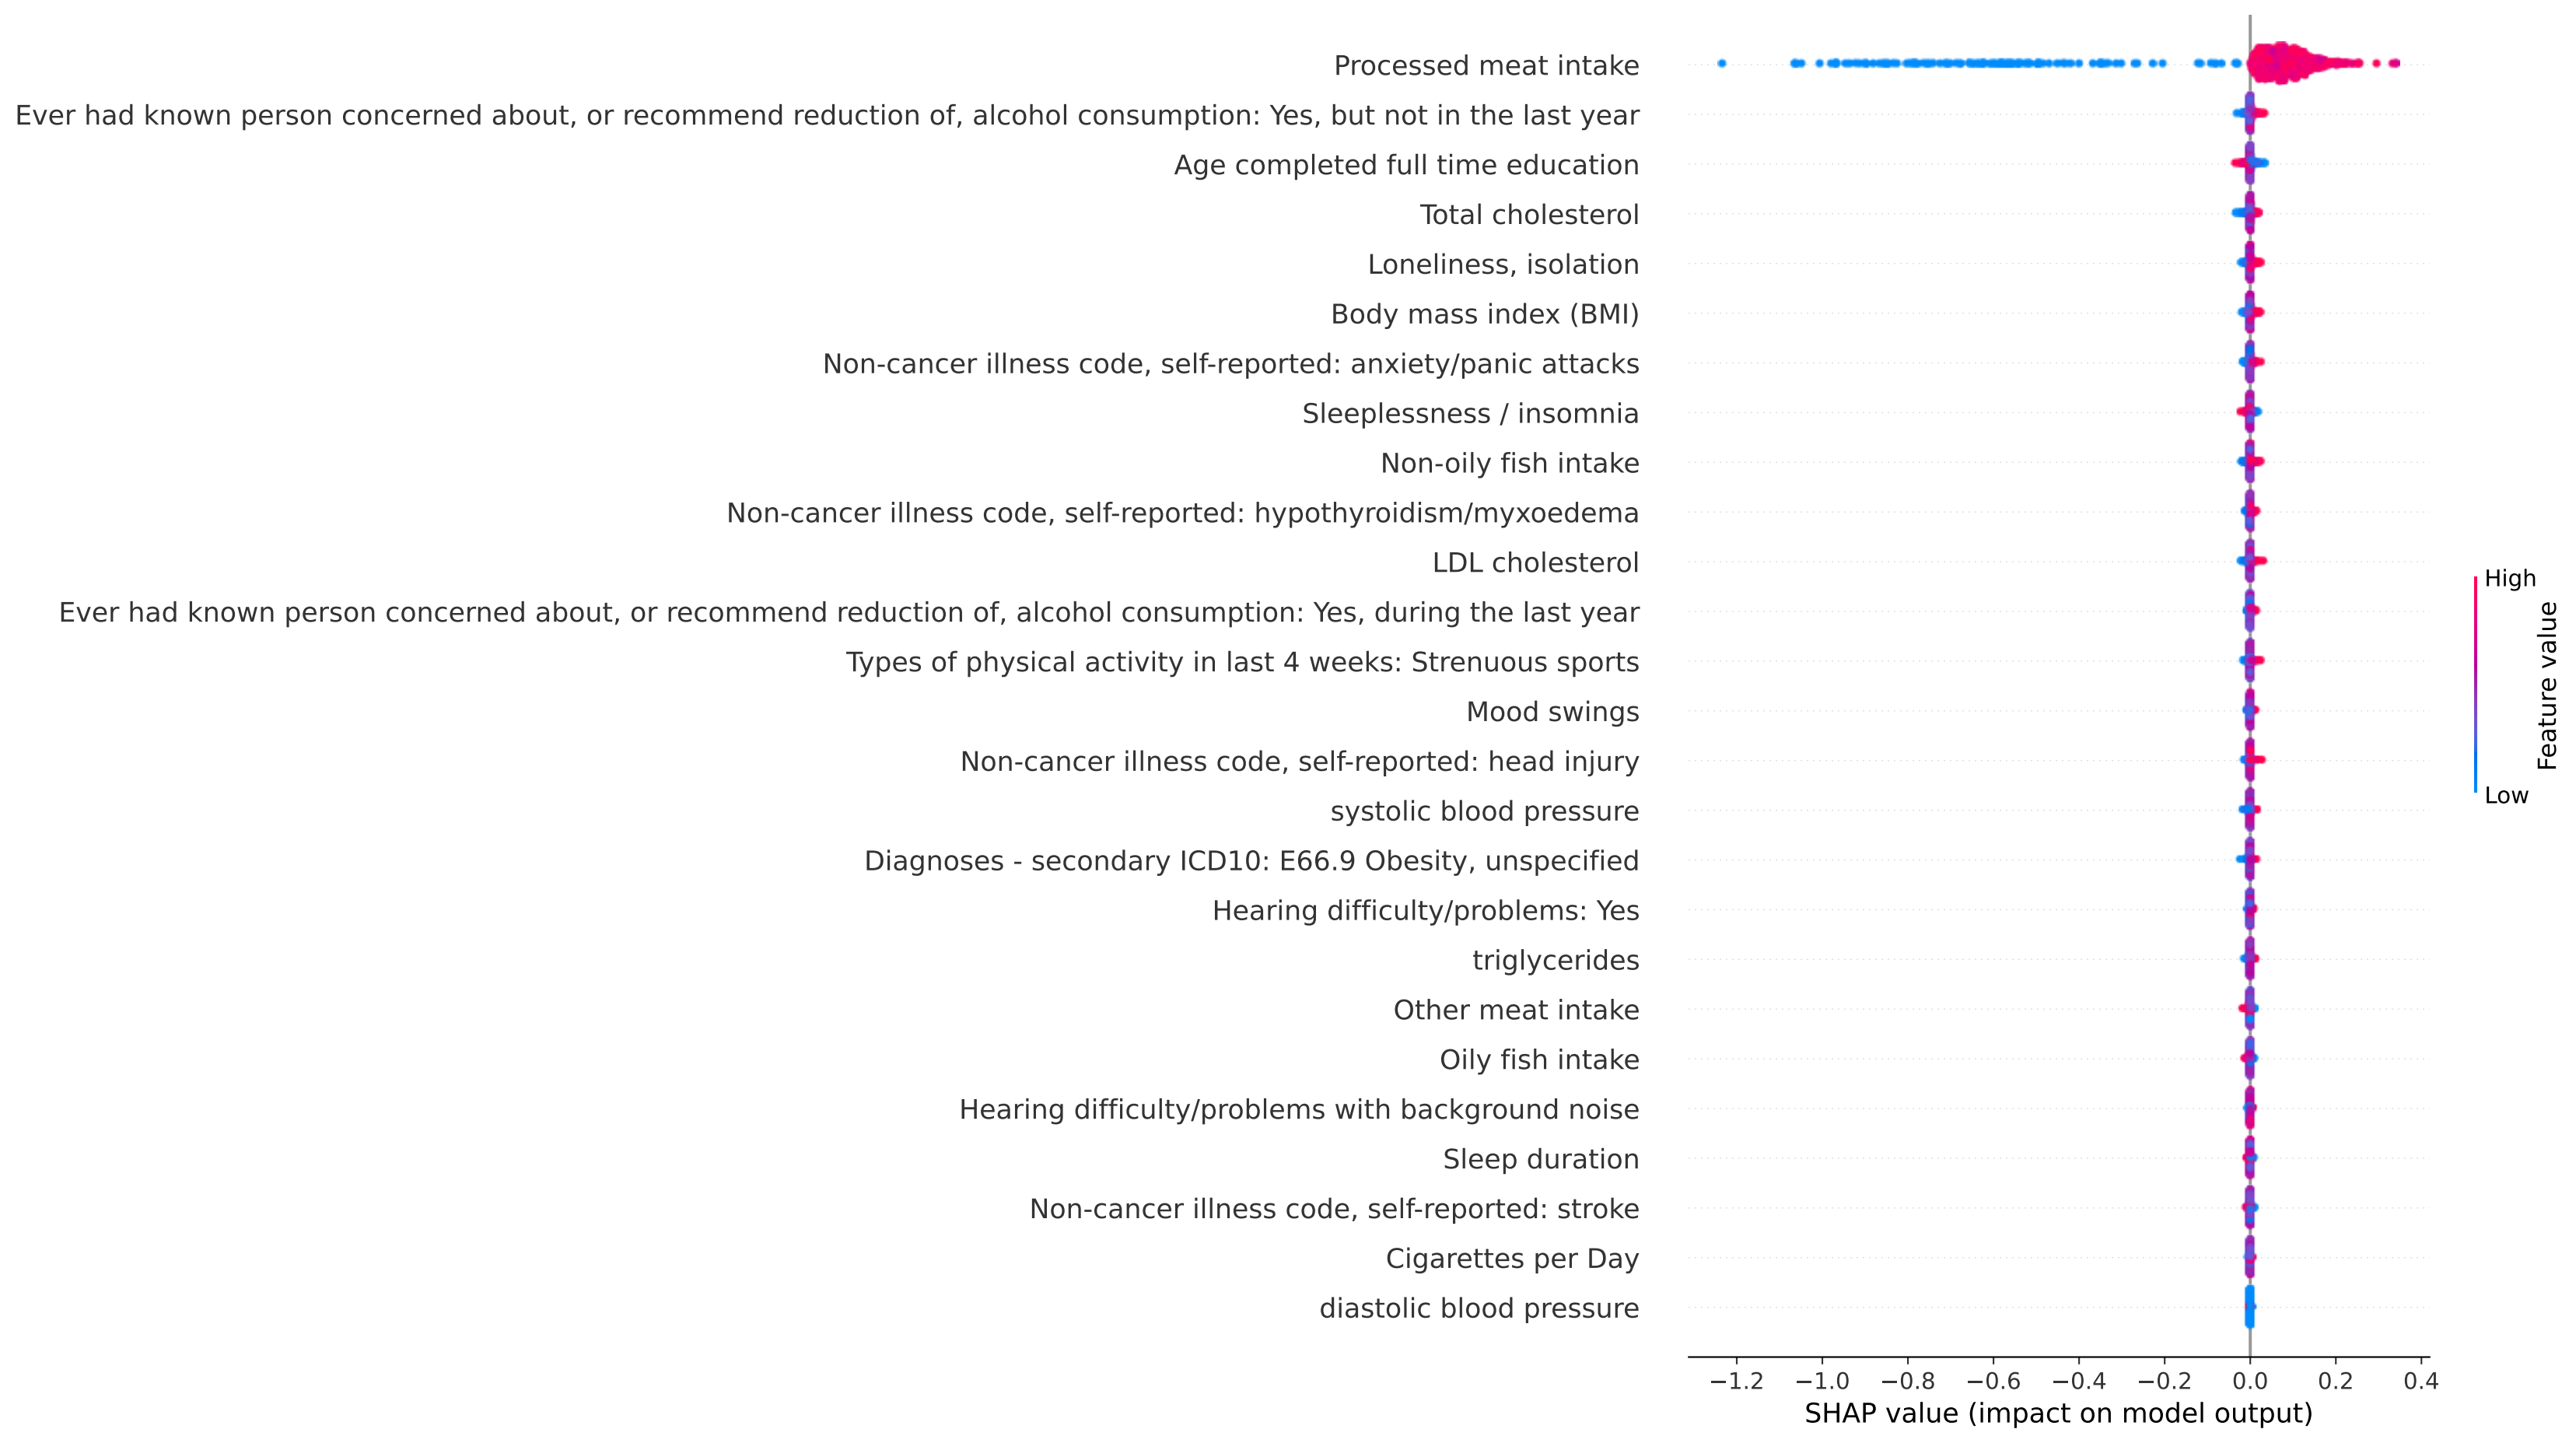 Processed meat intake
Ever had known person concerned about, or recommend reduction of, alcohol consumption: Yes, but not in the last year
Age completed full time education
Total cholesterol
Loneliness, isolation
Body mass index (BMI)
Non-cancer illness code, self-reported: anxiety/panic attacks
Sleeplessness / insomnia
Non-oily fish intake
Non-cancer illness code, self-reported: hypothyroidism/myxoedema
LDL cholesterol
Ever had known person concerned about, or recommend reduction of, alcohol consumption: Yes, during the last year
Types of physical activity in last 4 weeks: Strenuous sports
Mood swings
Non-cancer illness code, self-reported: head injury
systolic blood pressure
Diagnoses - secondary ICD10: E66.9 Obesity, unspecified
Hearing difficulty/problems: Yes
triglycerides
Other meat intake
Oily fish intake
Hearing difficulty/problems with background noise
Sleep duration
Non-cancer illness code, self-reported: stroke
Cigarettes per Day
diastolic blood pressure
−1.2 −1.0 −0.8 −0.6 −0.4 −0.2 0.0 0.2 0.4
SHAP value (impact on model output)
High
Feature value
Low